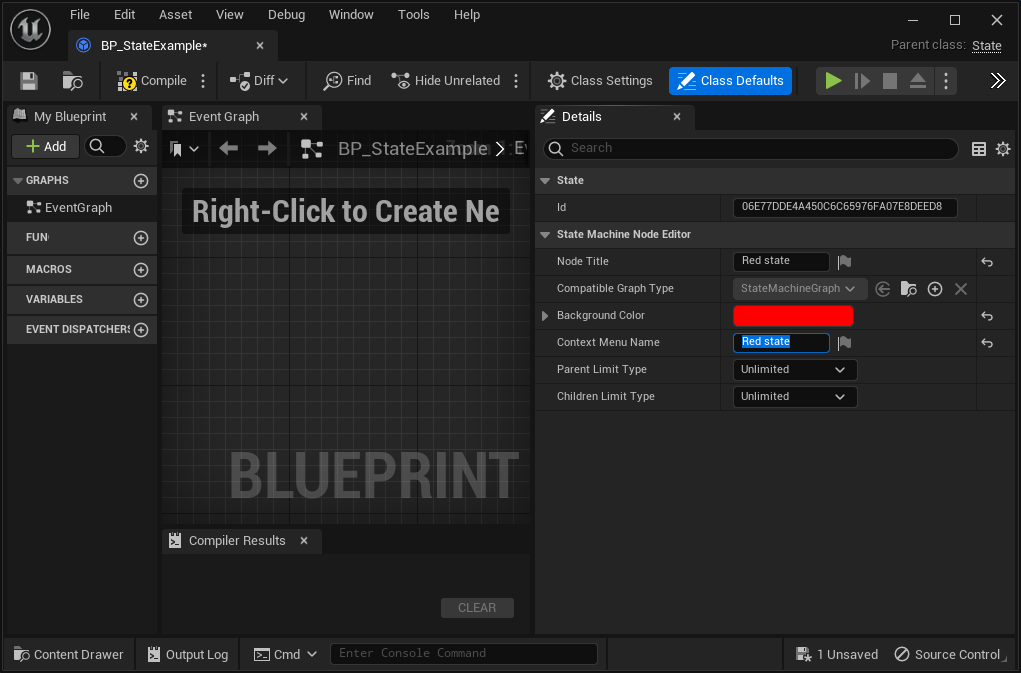 File Edit Asset View Debug Window Tools Help
BP_StateExample*
Parent class: State
Compile Diff Find Hide Unrelated Class Settings Class Defaults
My Blueprint Event Graph Details
Add
BP_StateExample
Search
GRAPHS
EventGraph
FUN
MACROS
VARIABLES
EVENT DISPATCHERS
Right-Click to Create Ne
BLUEPRINT
Compiler Results
CLEAR
State
Id 06E77DDE4A450C6C65976FA07E8DEED8
State Machine Node Editor
Node Title Red state
Compatible Graph Type StateMachineGraph
Background Color
Context Menu Name Red state
Parent Limit Type Unlimited
Children Limit Type Unlimited
Content Drawer Output Log Cmd Enter Console Command 1 Unsaved Source Control